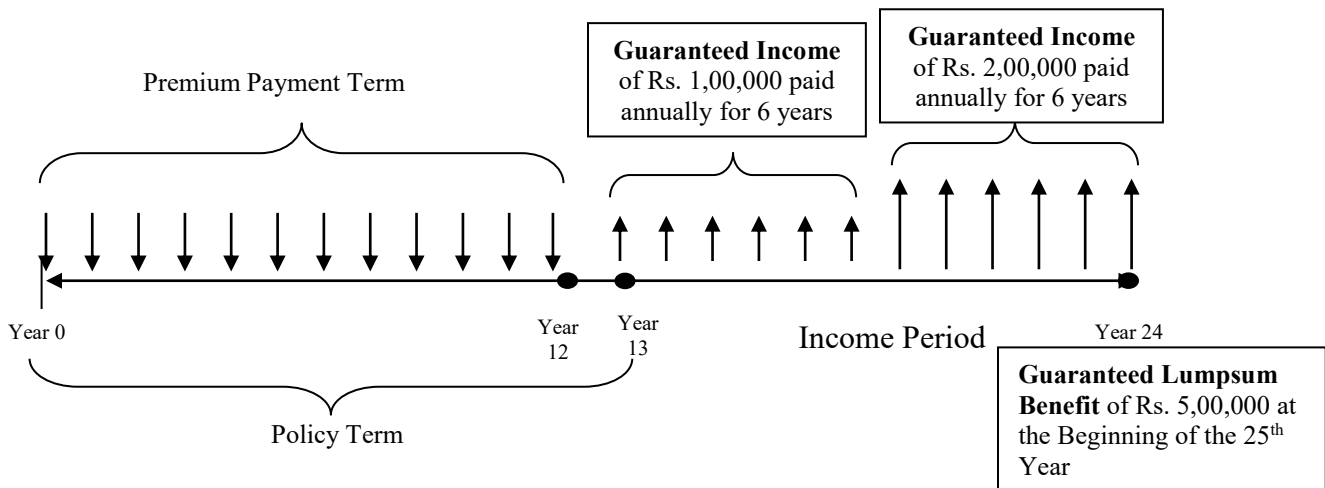 Premium Payment Term
Guaranteed Income
of Rs. 1,00,000 paid
annually for 6 years
Guaranteed Income
of Rs. 2,00,000 paid
annually for 6 years
Year 0
Year
12
Year
13
Income Period
Year 24
Policy Term
Guaranteed Lumpsum
Benefit of Rs. 5,00,000 at
the Beginning of the 25th
Year